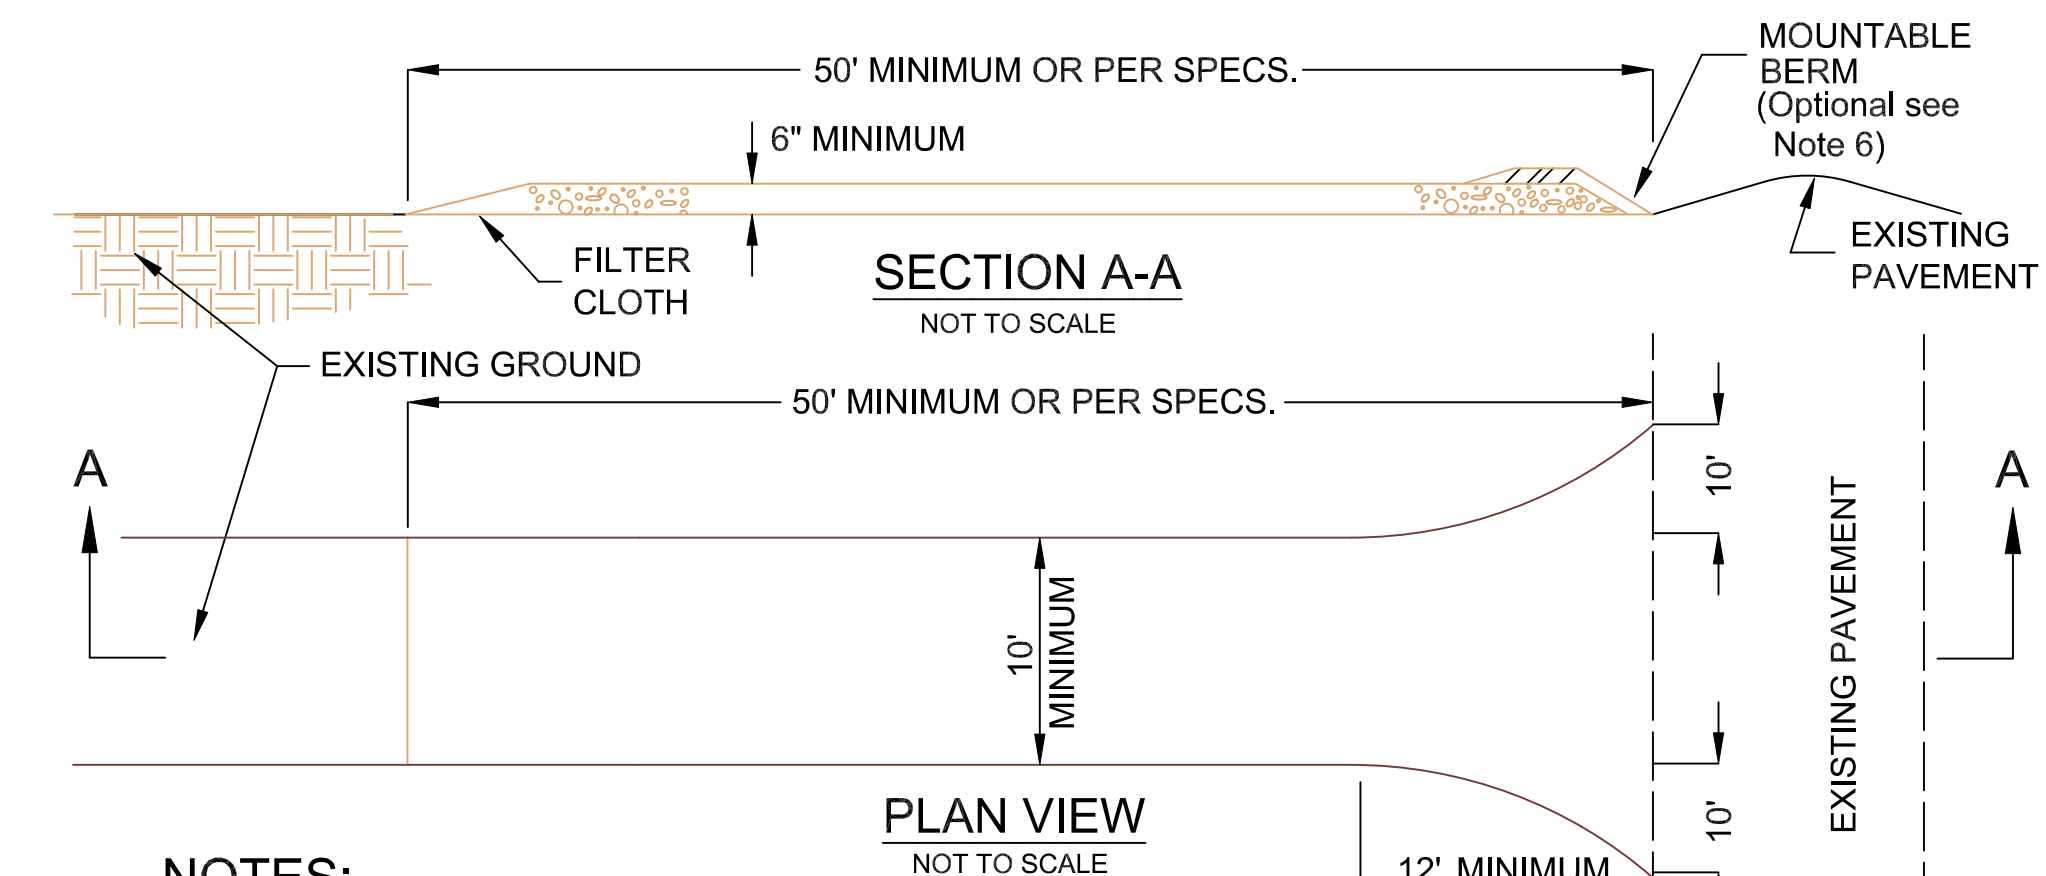 MOUNTABLE
BERM
(Optional see
Note 6)
50' MINIMUM OR PER SPECS.
6" MINIMUM
FILTER
CLOTH
SECTION A-A
NOT TO SCALE
EXISTING
PAVEMENT
EXISTING GROUND
50' MINIMUM OR PER SPECS.
A
A
10'
10'
MINIMUM
EXISTING PAVEMENT
10'
PLAN VIEW
NOT TO SCALE
12' MINIMUM
NOTES: